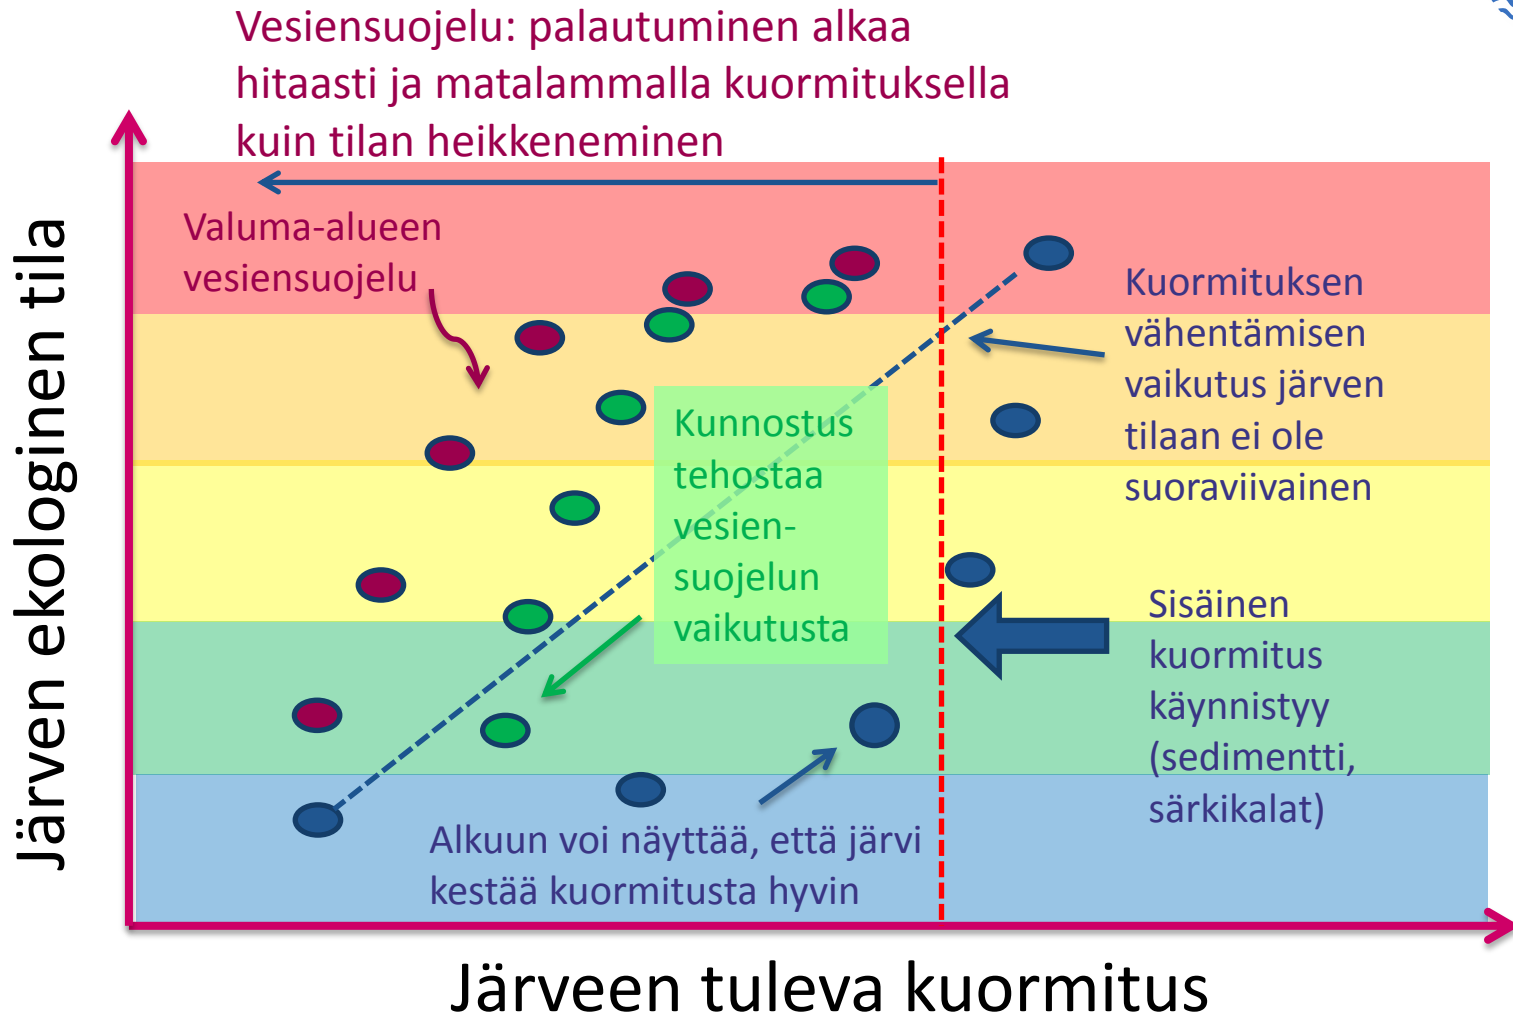 Vesiensuojelu: palautuminen alkaa
hitaasti ja matalammalla kuormituksella
kuin tilan heikkeneminen
Järven ekologinen tila
Valuma-alueen
vesiensuojelu
Kuormituksen
vähentämisen
vaikutus järven
tilaan ei ole
suoraviivainen
Kunnostus
tehostaa
vesien-
suojelun
vaikutusta
Sisäinen
kuormitus
käynnistyy
(sedimentti,
särkikalat)
Alkuun voi näyttää, että järvi
kestää kuormitusta hyvin
Järveen tuleva kuormitus